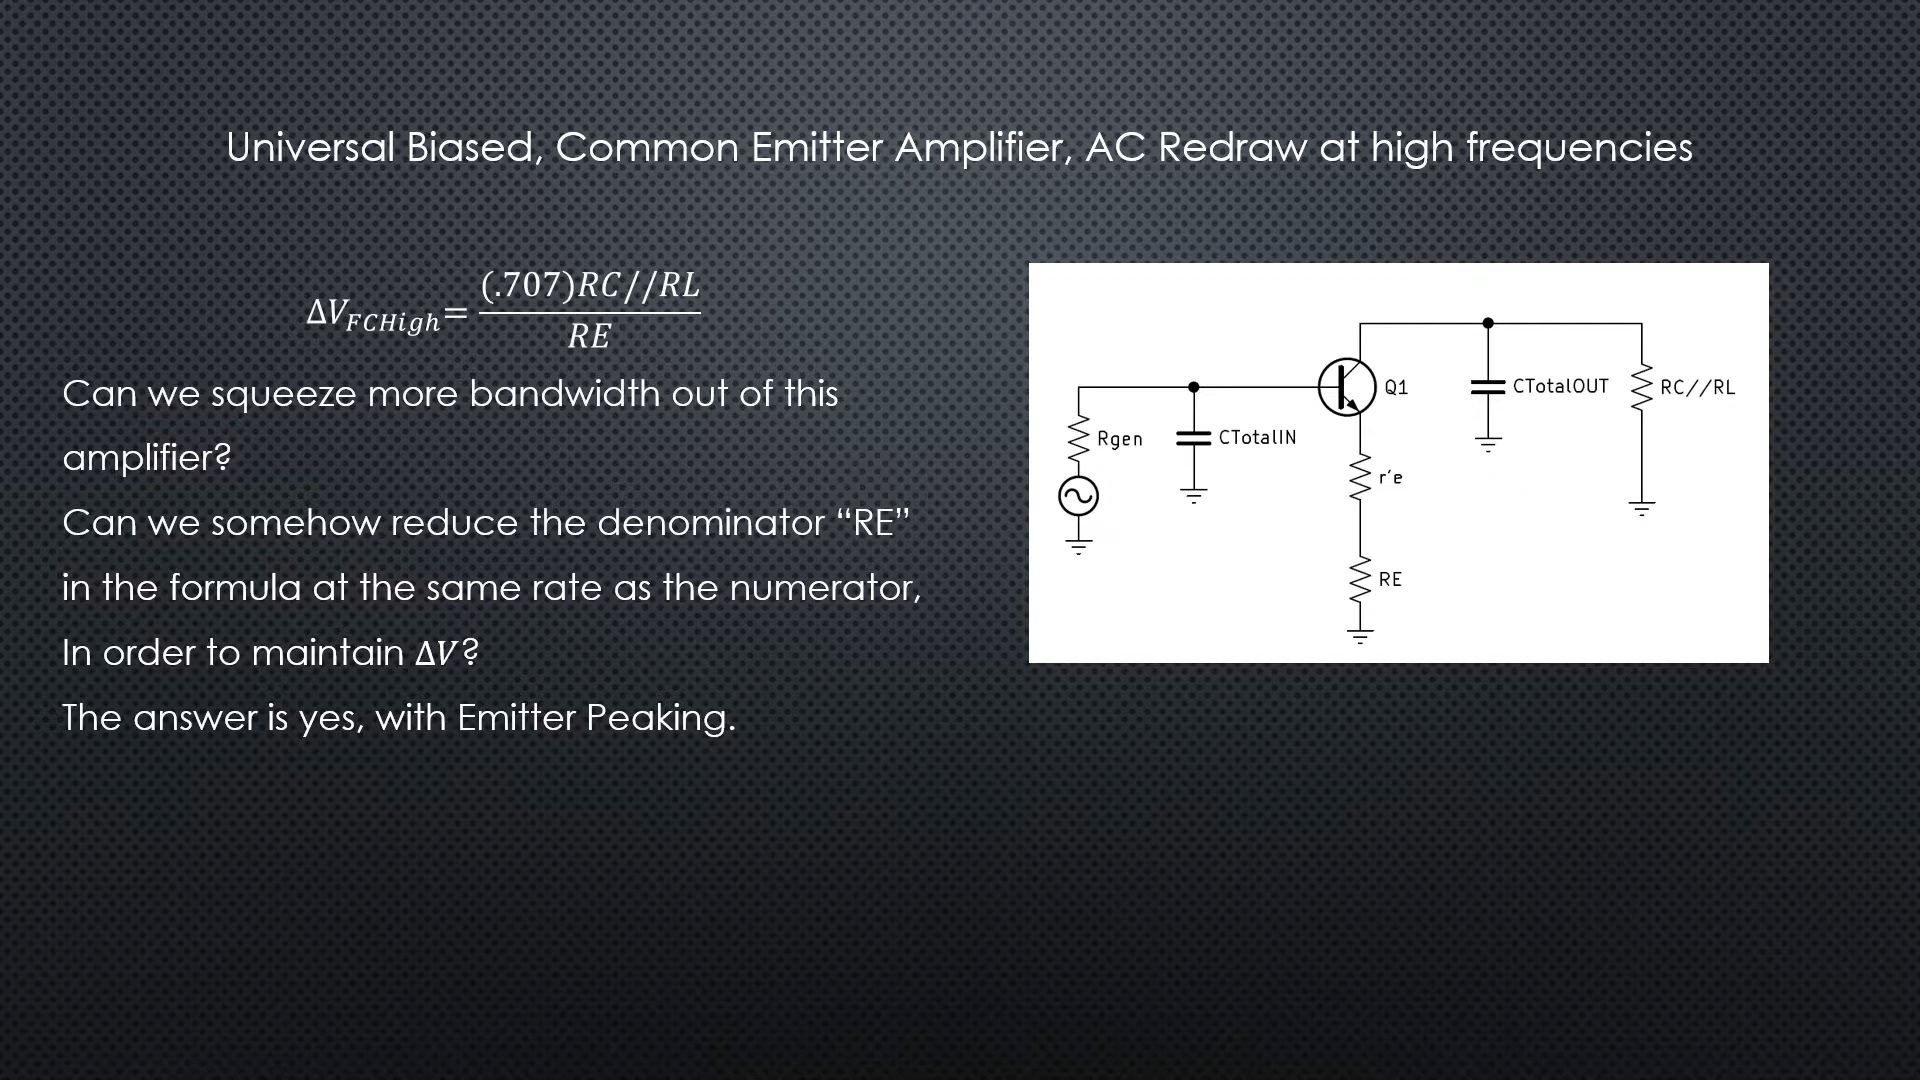 Universal Biased, Common Emitter Amplifier, AC Redraw at high frequencies
ΔV_FCHigh = (.707)RC//RL / RE
Can we squeeze more bandwidth out of this
amplifier?
Can we somehow reduce the denominator “RE”
in the formula at the same rate as the numerator,
In order to maintain ΔV?
The answer is yes, with Emitter Peaking.
Rgen
CTotalIN
Q1
r'e
RE
CTotalOUT
RC//RL